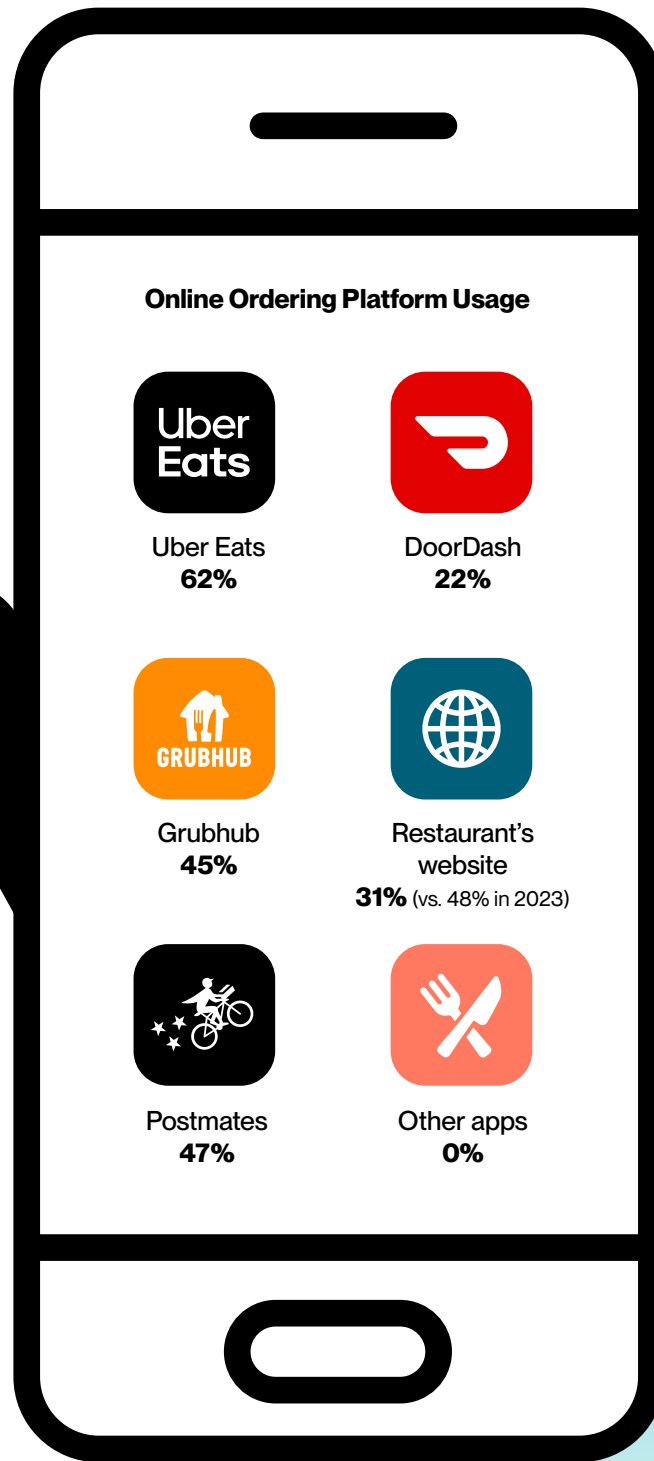 Online Ordering Platform Usage
Uber
Eats
Uber Eats
62%
DoorDash
22%
GRUBHUB
Grubhub
45%
Restaurant’s
website
31% (vs. 48% in 2023)
Postmates
47%
Other apps
0%